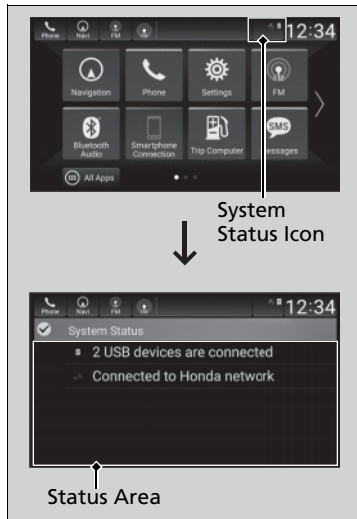 Phone Navi FM 12:34
Navigation Phone Settings FM
Bluetooth Audio Smartphone Connection Trip Computer SMS Messages
All Apps
System
Status Icon
Phone Navi FM 12:34
System Status
2 USB devices are connected
Connected to Honda network
Status Area